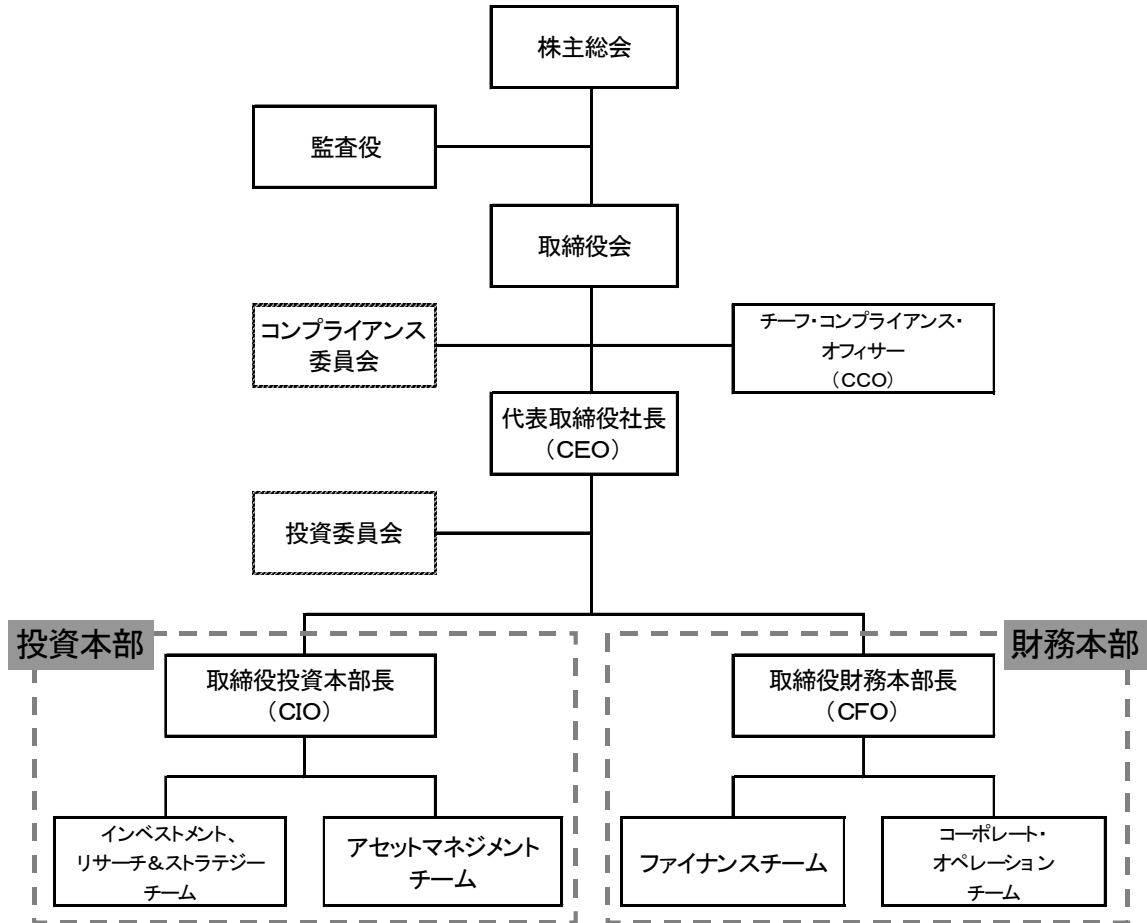 株主総会
監査役
取締役会
コンプライアンス
委員会
チーフ・コンプライアンス・
オフィサー
（CCO）
代表取締役社長
（CEO）
投資委員会
投資本部
財務本部
取締役投資本部長
（CIO）
取締役財務本部長
（CFO）
インベストメント、
リサーチ＆ストラテジー
チーム
アセットマネジメント
チーム
ファイナンスチーム
コーポレート・
オペレーション
チーム